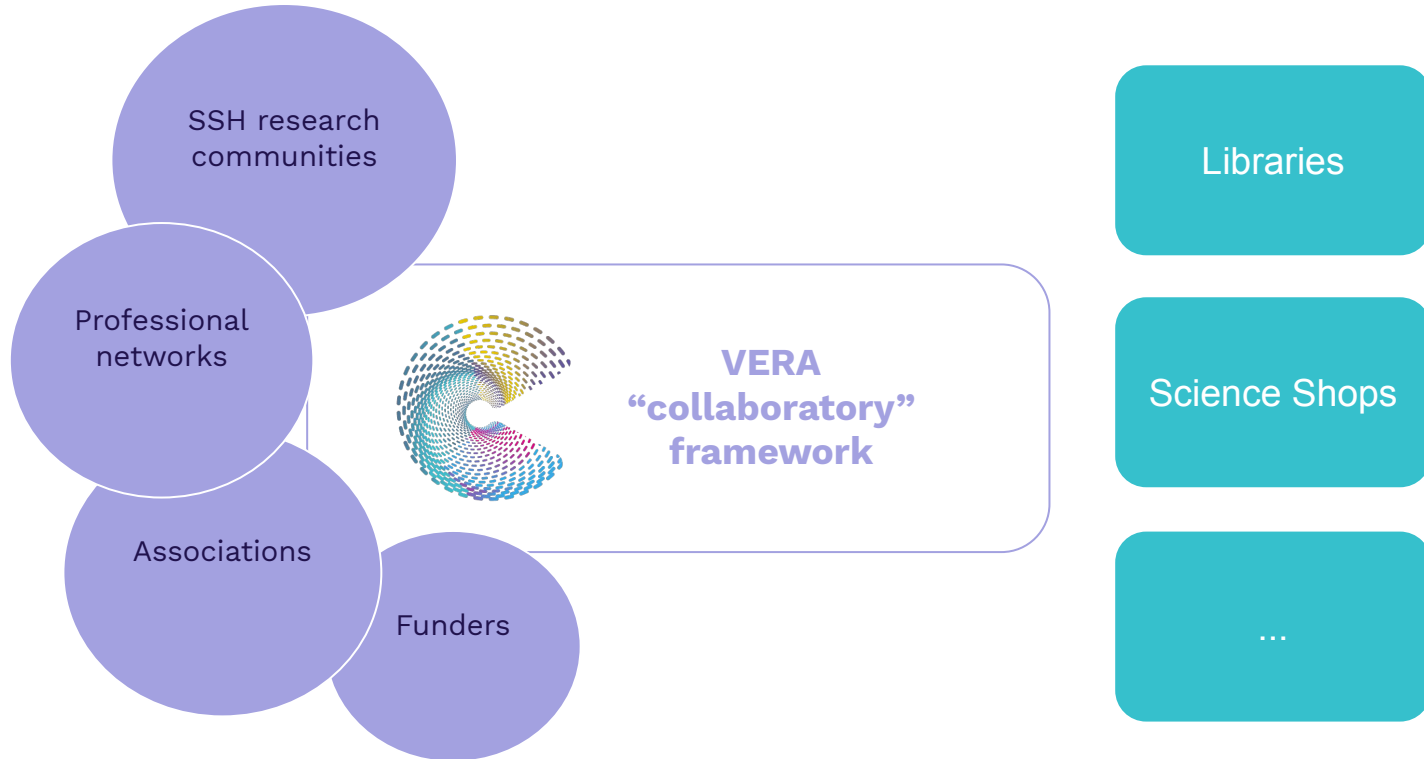 SSH research
communities
Professional
networks
Associations
Funders
VERA
“collaboratory”
framework
Libraries
Science Shops
...